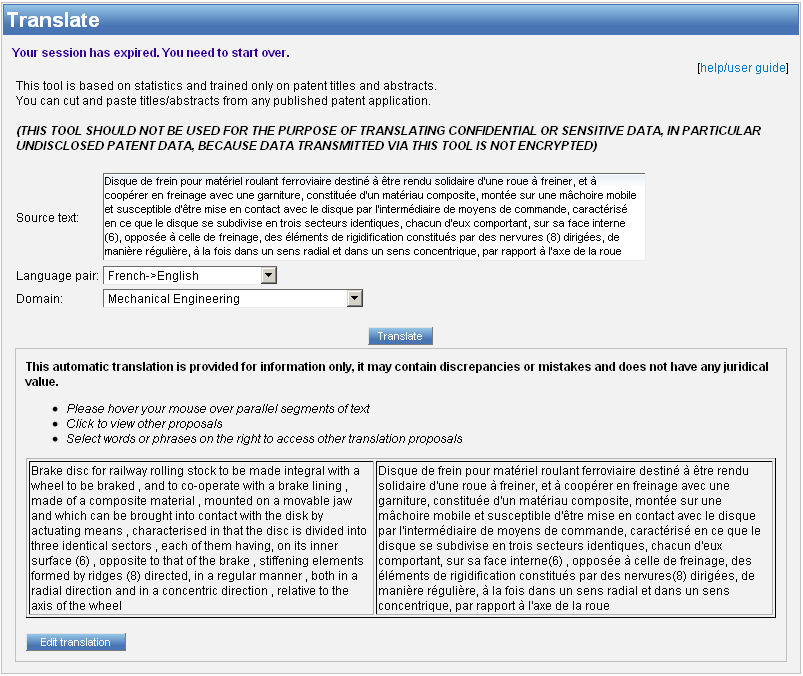 Translate
Your session has expired. You need to start over.
[help/user guide]
This tool is based on statistics and trained only on patent titles and abstracts.
You can cut and paste titles/abstracts from any published patent application.
(THIS TOOL SHOULD NOT BE USED FOR THE PURPOSE OF TRANSLATING CONFIDENTIAL OR SENSITIVE DATA, IN PARTICULAR
UNDISCLOSED PATENT DATA, BECAUSE DATA TRANSMITTED VIA THIS TOOL IS NOT ENCRYPTED)
Source text:
Disque de frein pour matériel roulant ferroviaire destiné à être rendu solidaire d'une roue à freiner, et à
coopérer en freinage avec une garniture, constituée d'un matériau composite, montée sur une mâchoire mobile
et susceptible d'être mise en contact avec le disque par l'intermédiaire de moyens de commande, caractérisé
en ce que le disque se subdivise en trois secteurs identiques, chacun d'eux comportant, sur sa face interne
(6), opposée à celle de freinage, des éléments de rigidification constitués par des nervures (8) dirigées, de
manière régulière, à la fois dans un sens radial et dans un sens concentrique, par rapport à l'axe de la roue
Language pair: French->English
Domain: Mechanical Engineering
Translate
This automatic translation is provided for information only, it may contain discrepancies or mistakes and does not have any juridical
value.
Please hover your mouse over parallel segments of text
Click to view other proposals
Select words or phrases on the right to access other translation proposals
Brake disc for railway rolling stock to be made integral with a
wheel to be braked , and to co-operate with a brake lining ,
made of a composite material , mounted on a movable jaw
and which can be brought into contact with the disk by
actuating means , characterised in that the disc is divided into
three identical sectors , each of them having, on its inner
surface (6) , opposite to that of the brake , stiffening elements
formed by ridges (8) directed, in a regular manner , both in a
radial direction and in a concentric direction , relative to the
axis of the wheel
Disque de frein pour matériel roulant ferroviaire destiné à être rendu
solidaire d'une roue à freiner, et à coopérer en freinage avec une
garniture, constituée d'un matériau composite, montée sur une
mâchoire mobile et susceptible d'être mise en contact avec le disque
par l'intermédiaire de moyens de commande, caractérisé en ce que le
disque se subdivise en trois secteurs identiques, chacun d'eux
comportant, sur sa face interne(6) , opposée à celle de freinage, des
éléments de rigidification constitués par des nervures(8) dirigées, de
manière régulière, à la fois dans un sens radial et dans un sens
concentrique, par rapport à l'axe de la roue
Edit translation